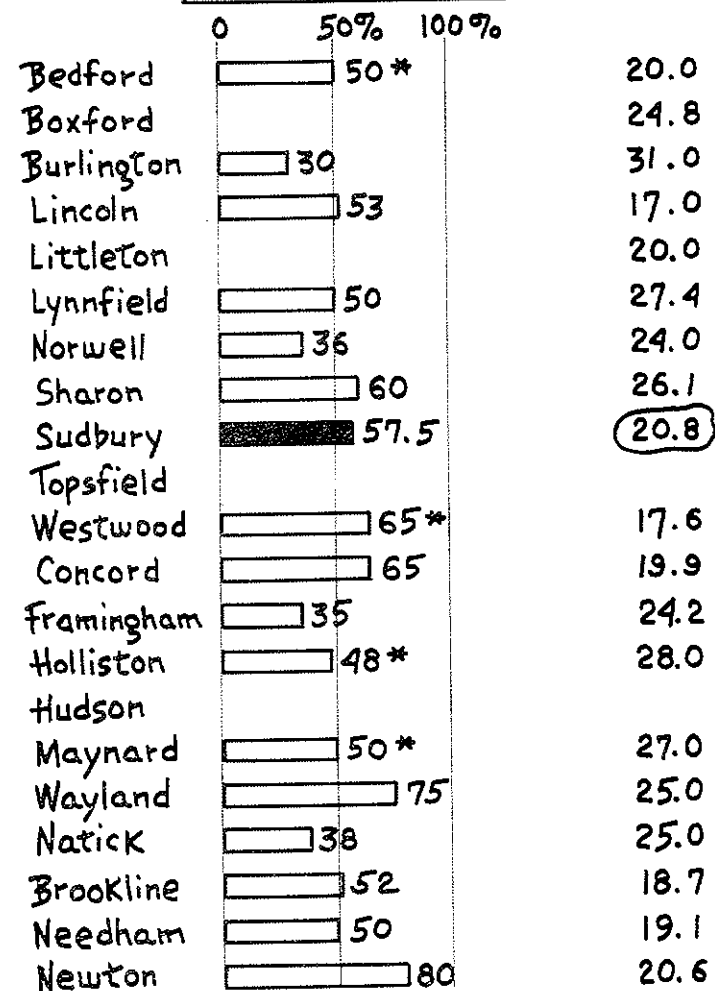 0 50% 100%
Bedford 50* 20.0
Boxford 24.8
Burlington 30 31.0
Lincoln 53 17.0
Littleton 20.0
Lynnfield 50 27.4
Norwell 36 24.0
Sharon 60 26.1
Sudbury 57.5 20.8
Topsfield
Westwood 65* 17.6
Concord 65 19.9
Framingham 35 24.2
Holliston 48* 28.0
Hudson
Maynard 50* 27.0
Wayland 75 25.0
Natick 38 25.0
Brookline 52 18.7
Needham 50 19.1
Newton 80 20.6